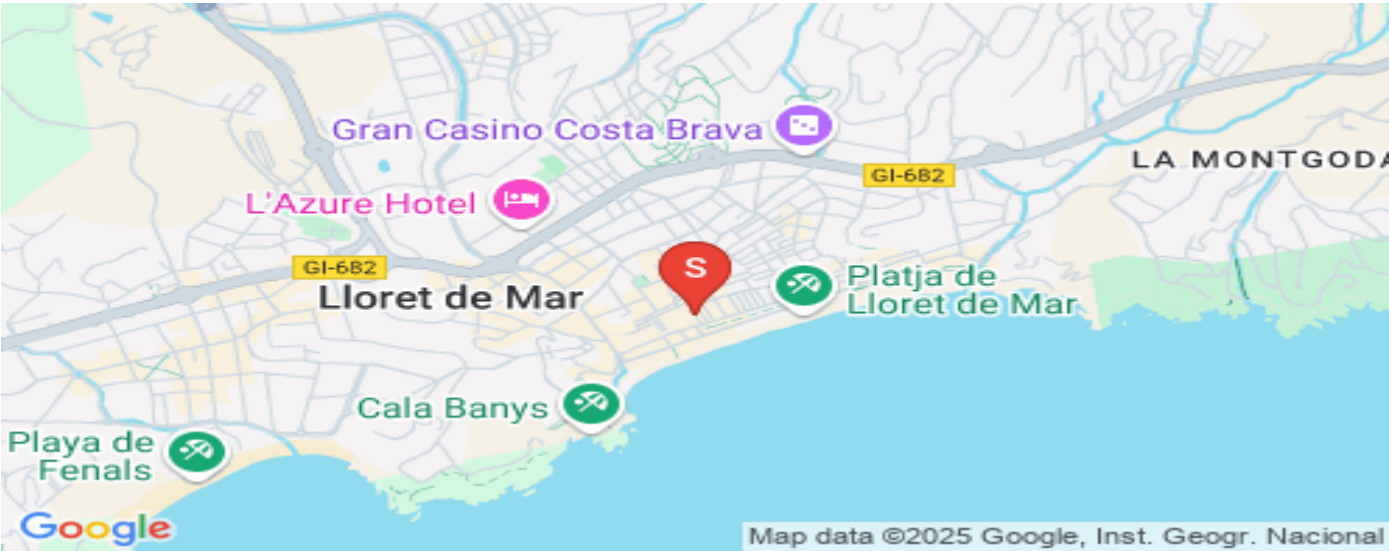 Gran Casino Costa Brava
GI-682
LA MONTGODA
L'Azure Hotel
GI-682
S
Lloret de Mar
Platja de
Lloret de Mar
Cala Banys
Playa de
Fenals
Google
Map data ©2025 Google, Inst. Geogr. Nacional